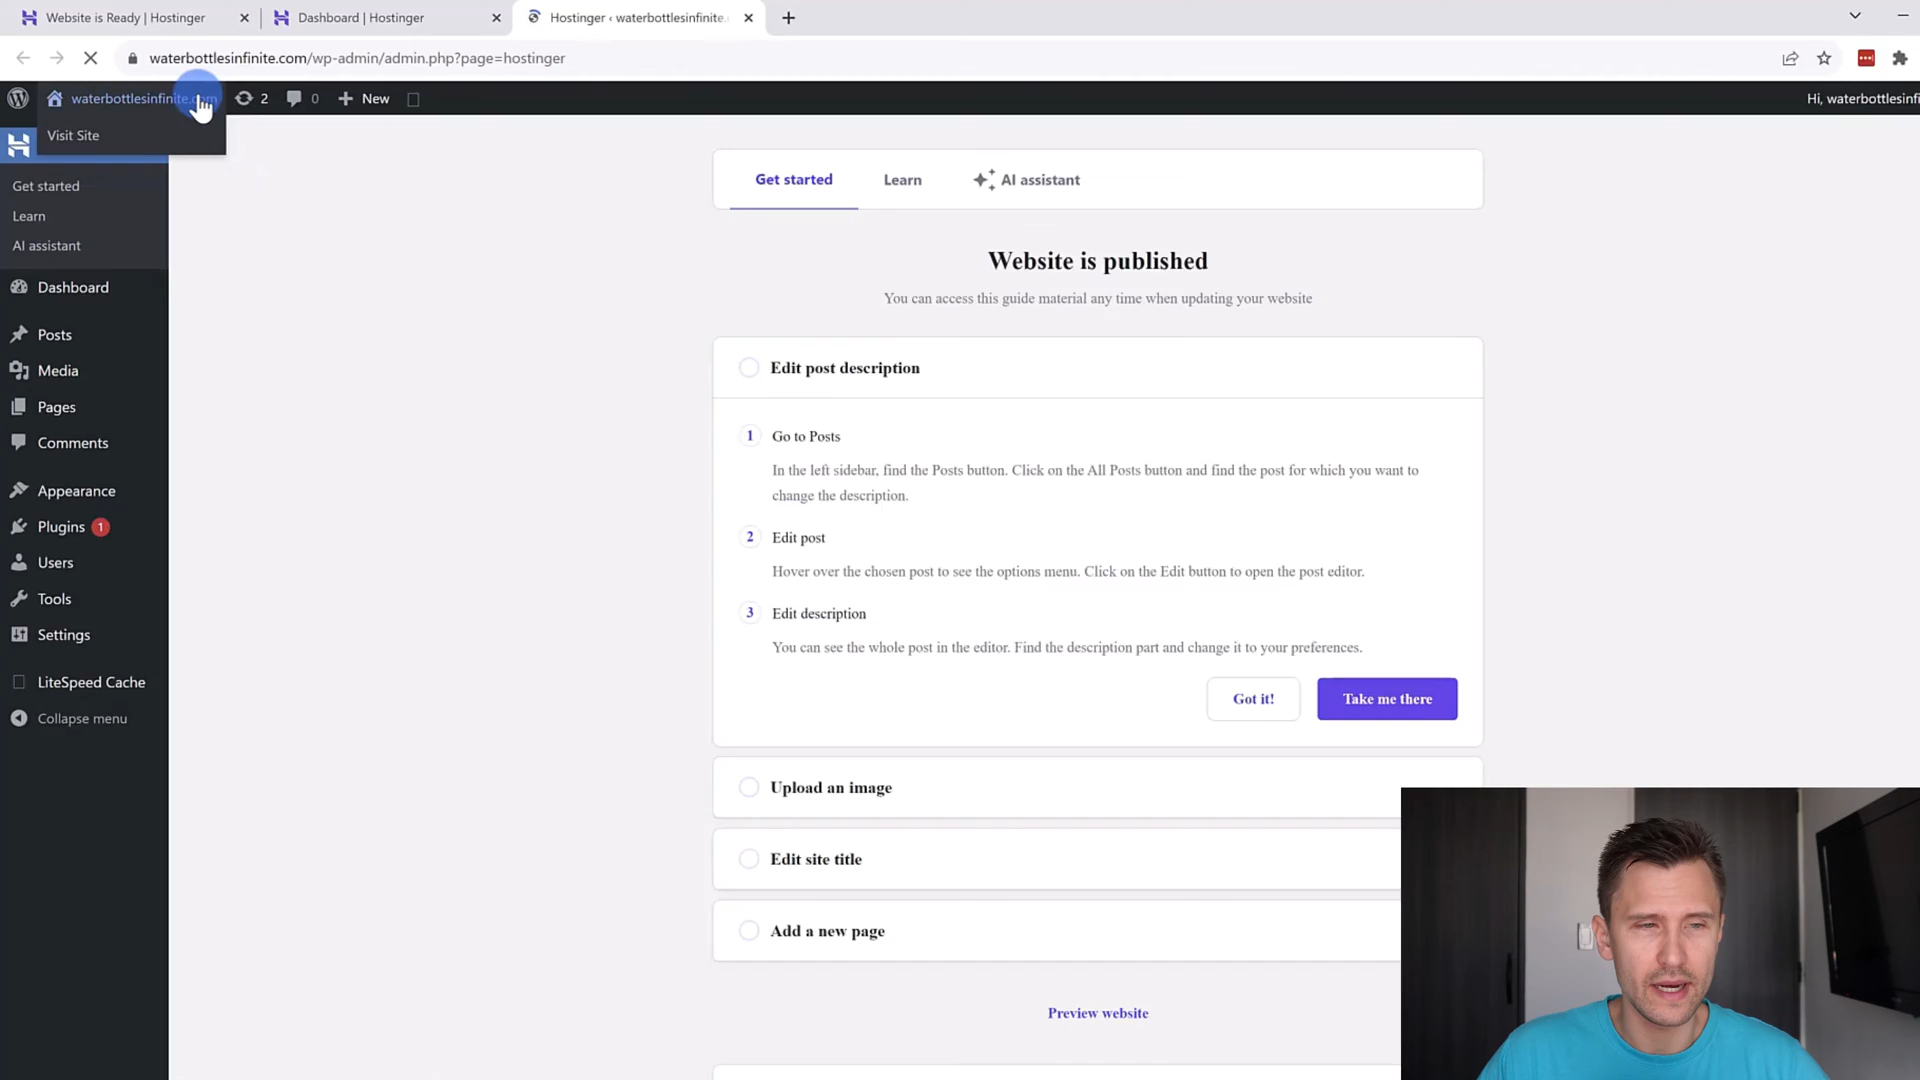 Website is Ready | Hostinger
Dashboard | Hostinger
Hostinger ‹ waterbottlesinfinite.
waterbottlesinfinite.com/wp-admin/admin.php?page=hostinger
waterbottlesinfinite.com
2
0
New
Hi, waterbottlesinfi
Visit Site
Get started
Learn
AI assistant
Dashboard
Posts
Media
Pages
Comments
Appearance
Plugins 1
Users
Tools
Settings
LiteSpeed Cache
Collapse menu
Get started
Learn
AI assistant
Website is published
You can access this guide material any time when updating your website
Edit post description
1 Go to Posts
In the left sidebar, find the Posts button. Click on the All Posts button and find the post for which you want to
change the description.
2 Edit post
Hover over the chosen post to see the options menu. Click on the Edit button to open the post editor.
3 Edit description
You can see the whole post in the editor. Find the description part and change it to your preferences.
Got it!
Take me there
Upload an image
Edit site title
Add a new page
Preview website